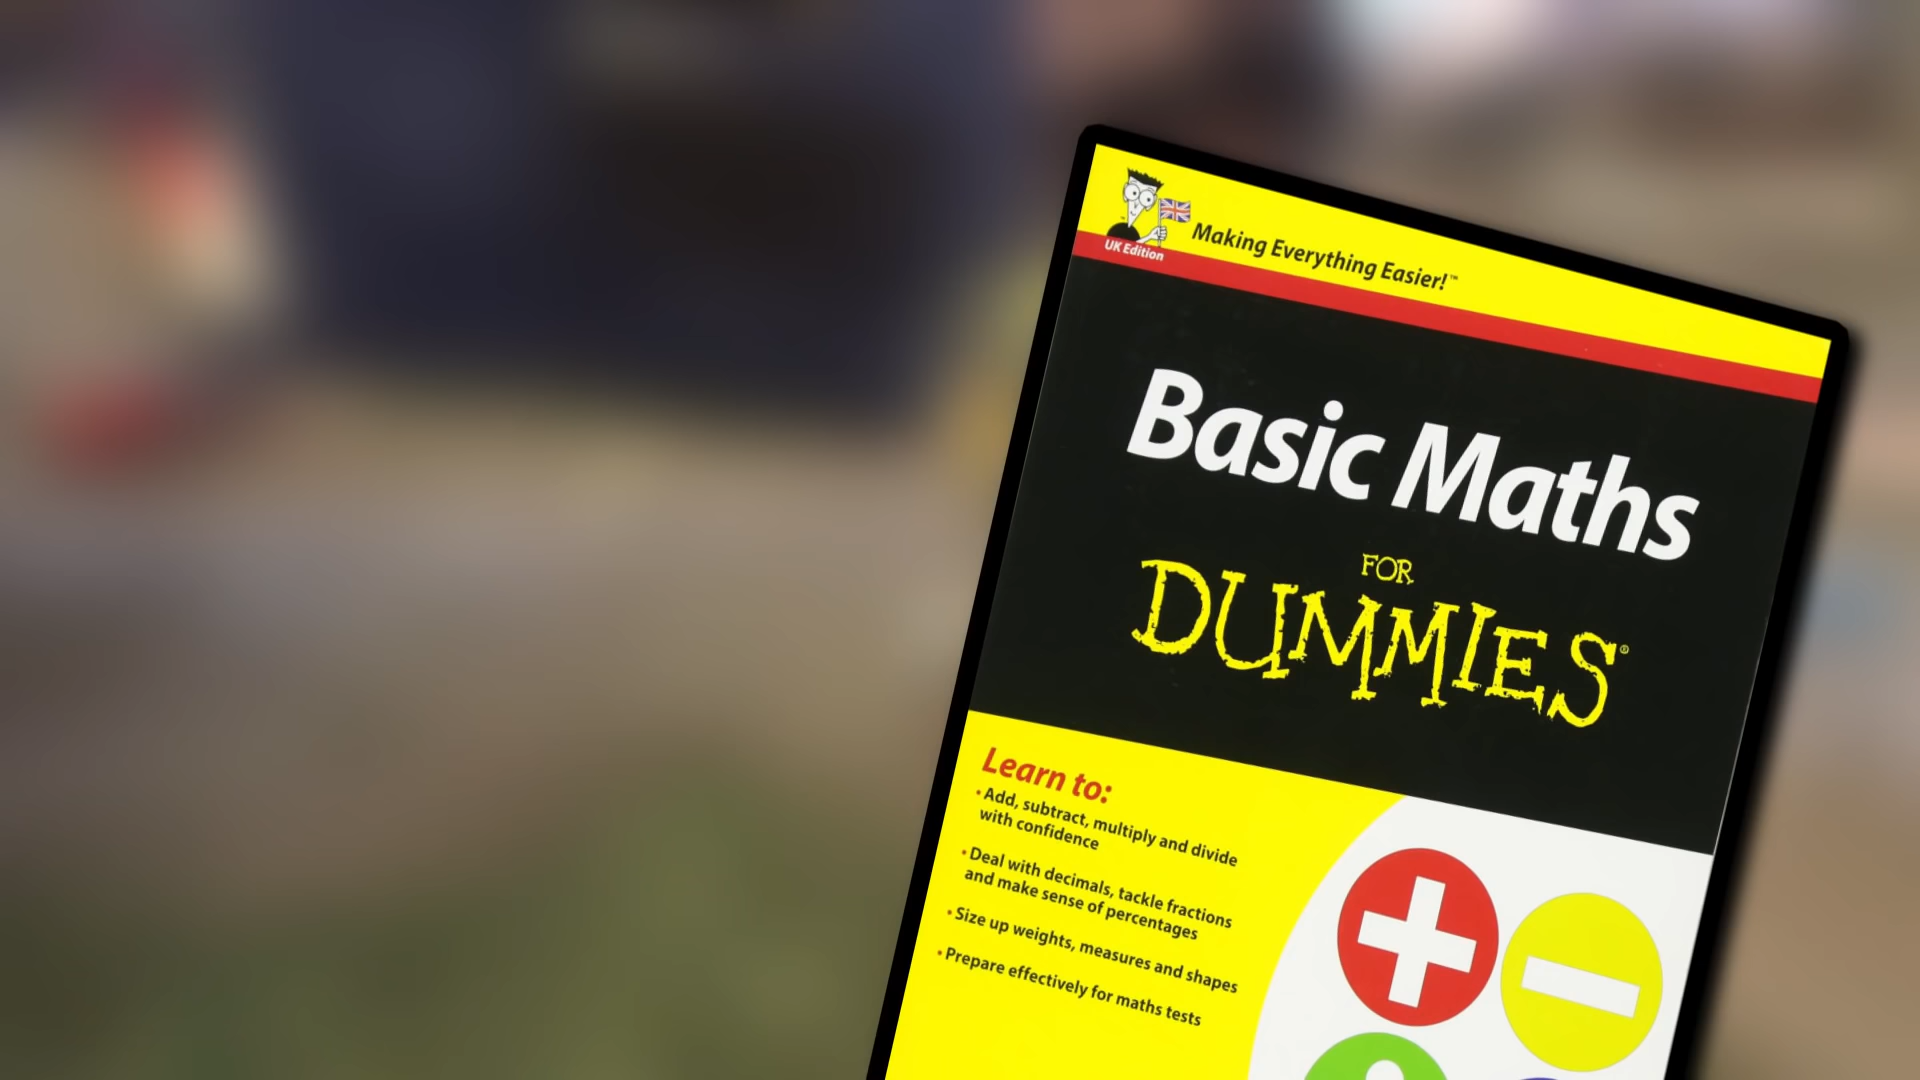 Making Everything Easier!™
UK Edition
Basic Maths
FOR
DUMMIES®
Learn to:
• Add, subtract, multiply and divide
with confidence
• Deal with decimals, tackle fractions
and make sense of percentages
• Size up weights, measures and shapes
• Prepare effectively for maths tests